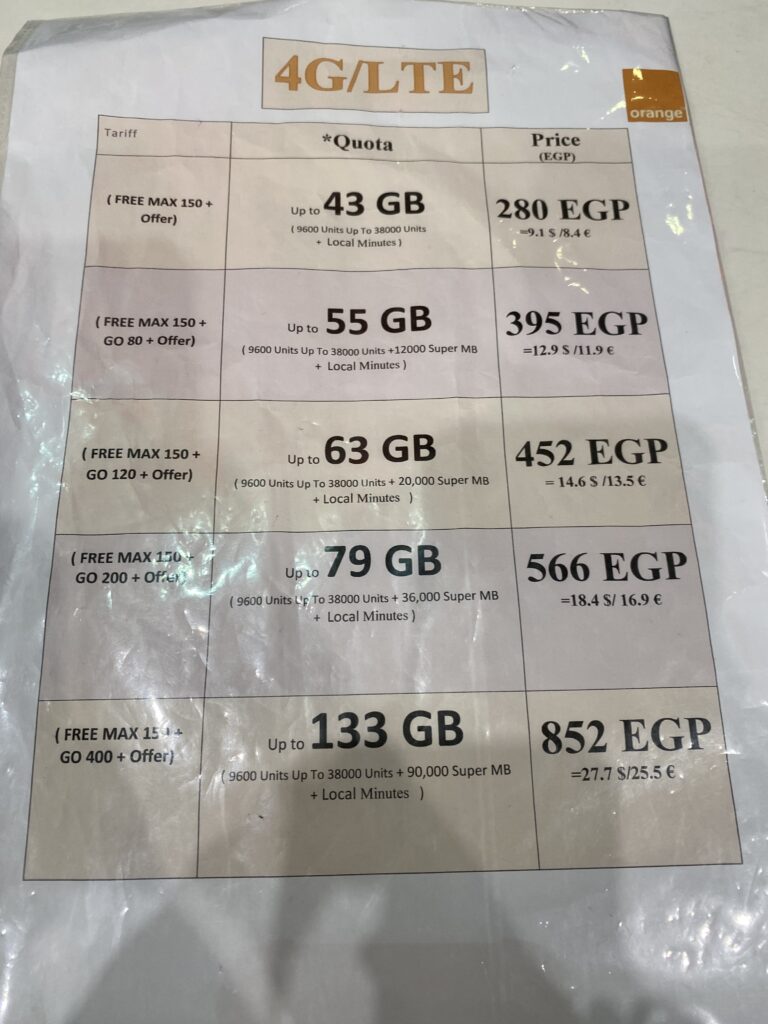 4G/LTE
orange
Tariff
*Quota
Price
(EGP)
( FREE MAX 150 +
Offer)
Up to 43 GB
( 9600 Units Up To 38000 Units
+ Local Minutes )
280 EGP
=9.1 $ /8.4 €
( FREE MAX 150 +
GO 80 + Offer)
Up to 55 GB
( 9600 Units Up To 38000 Units +12000 Super MB
+ Local Minutes )
395 EGP
=12.9 $ /11.9 €
( FREE MAX 150 +
GO 120 + Offer)
Up to 63 GB
( 9600 Units Up To 38000 Units + 20,000 Super MB
+ Local Minutes )
452 EGP
= 14.6 $ /13.5 €
( FREE MAX 150 +
GO 200 + Offer)
Up to 79 GB
( 9600 Units Up To 38000 Units + 36,000 Super MB
+ Local Minutes )
566 EGP
=18.4 $/ 16.9 €
( FREE MAX 150 +
GO 400 + Offer)
Up to 133 GB
( 9600 Units Up To 38000 Units + 90,000 Super MB
+ Local Minutes )
852 EGP
=27.7 $/25.5 €